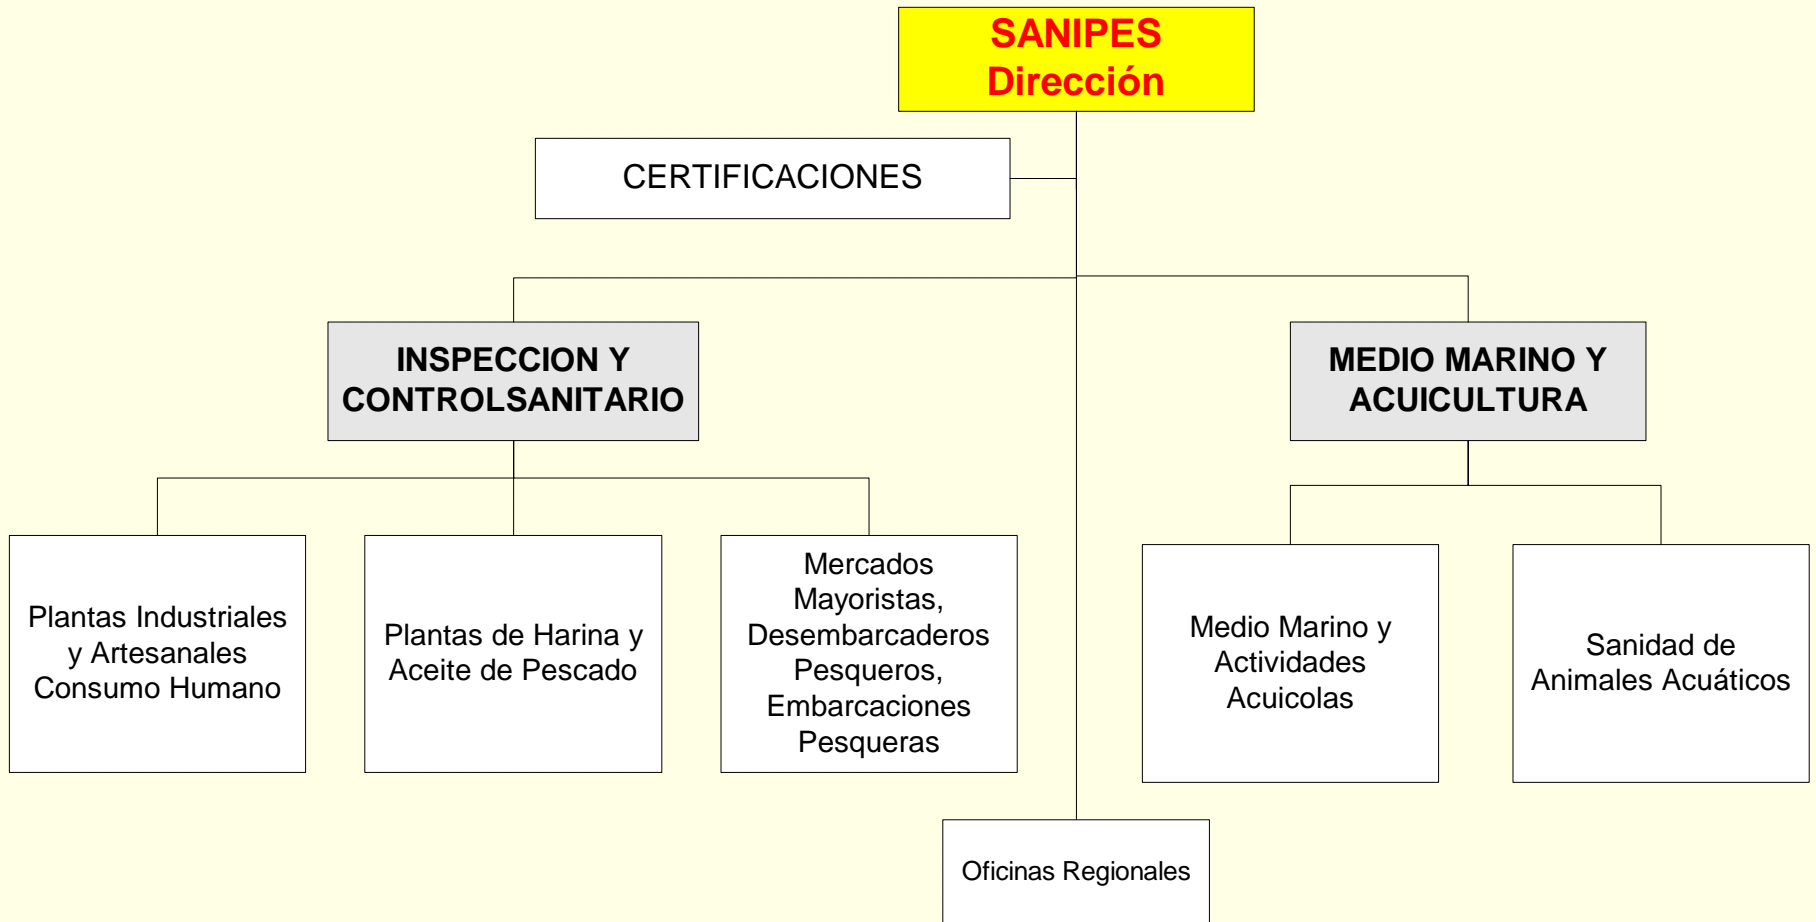 SANIPES
Dirección
CERTIFICACIONES
INSPECCION Y
CONTROLSANITARIO
MEDIO MARINO Y
ACUICULTURA
Plantas Industriales
y Artesanales
Consumo Humano
Plantas de Harina y
Aceite de Pescado
Mercados
Mayoristas,
Desembarcaderos
Pesqueros,
Embarcaciones
Pesqueras
Medio Marino y
Actividades
Acuicolas
Sanidad de
Animales Acuáticos
Oficinas Regionales